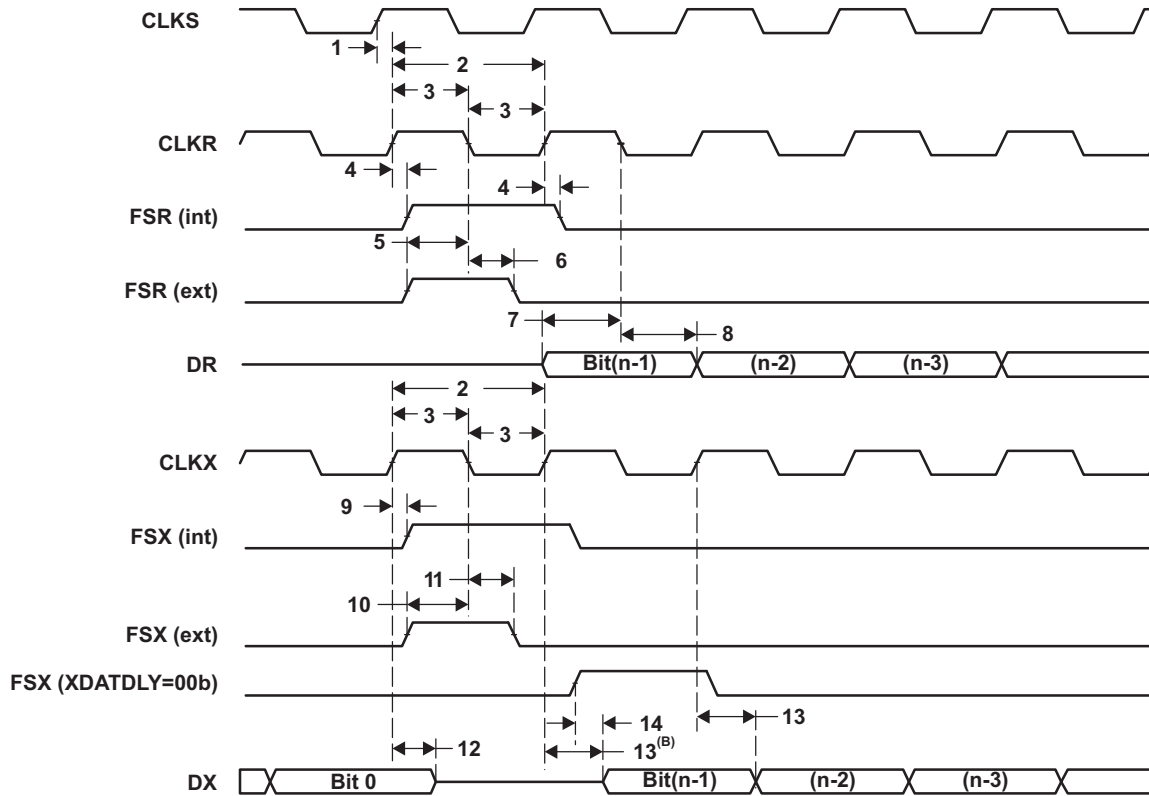 CLKS
1
2
3
3
CLKR
4
4
FSR (int)
5
6
FSR (ext)
7
8
DR
Bit(n-1)
(n-2)
(n-3)
2
3
3
CLKX
9
FSX (int)
11
10
FSX (ext)
FSX (XDATDLY=00b)
14
13
12
13(B)
DX
Bit 0
Bit(n-1)
(n-2)
(n-3)